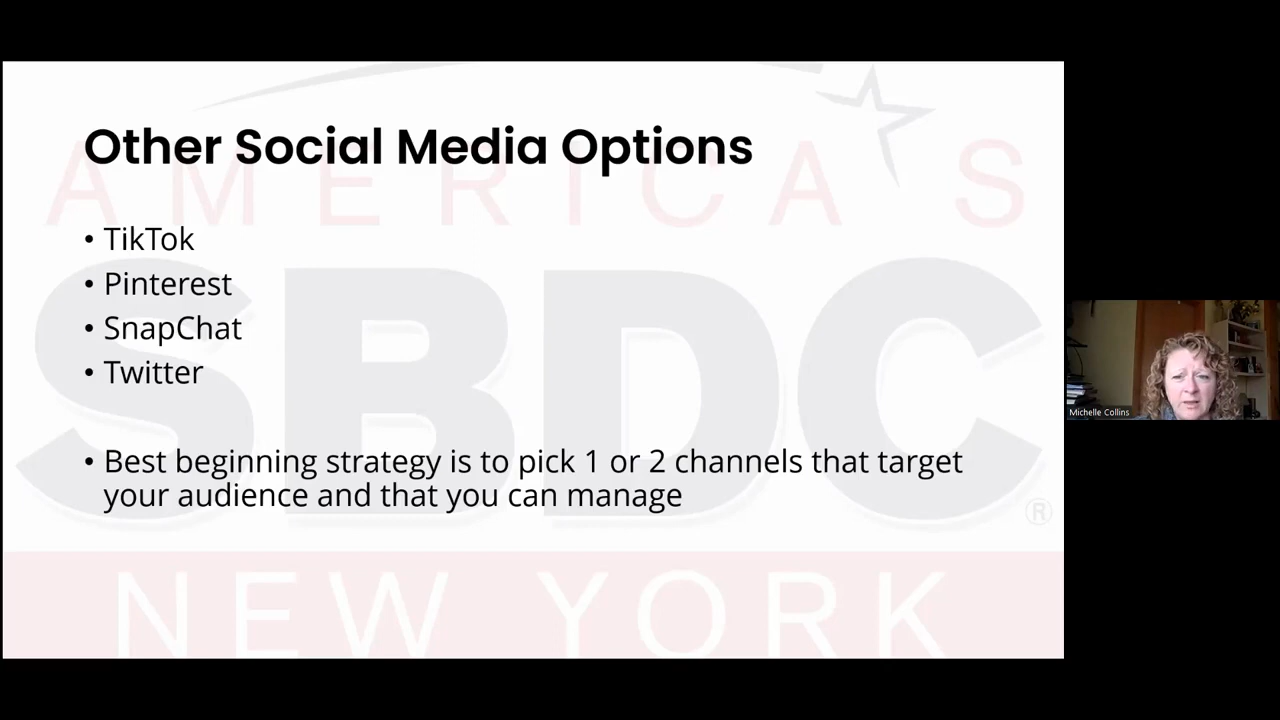 Other Social Media Options
AMERICA'S
• TikTok
• Pinterest
• SnapChat
• Twitter
SBDC
• Best beginning strategy is to pick 1 or 2 channels that target
your audience and that you can manage
®
NEW YORK
Michelle Collins